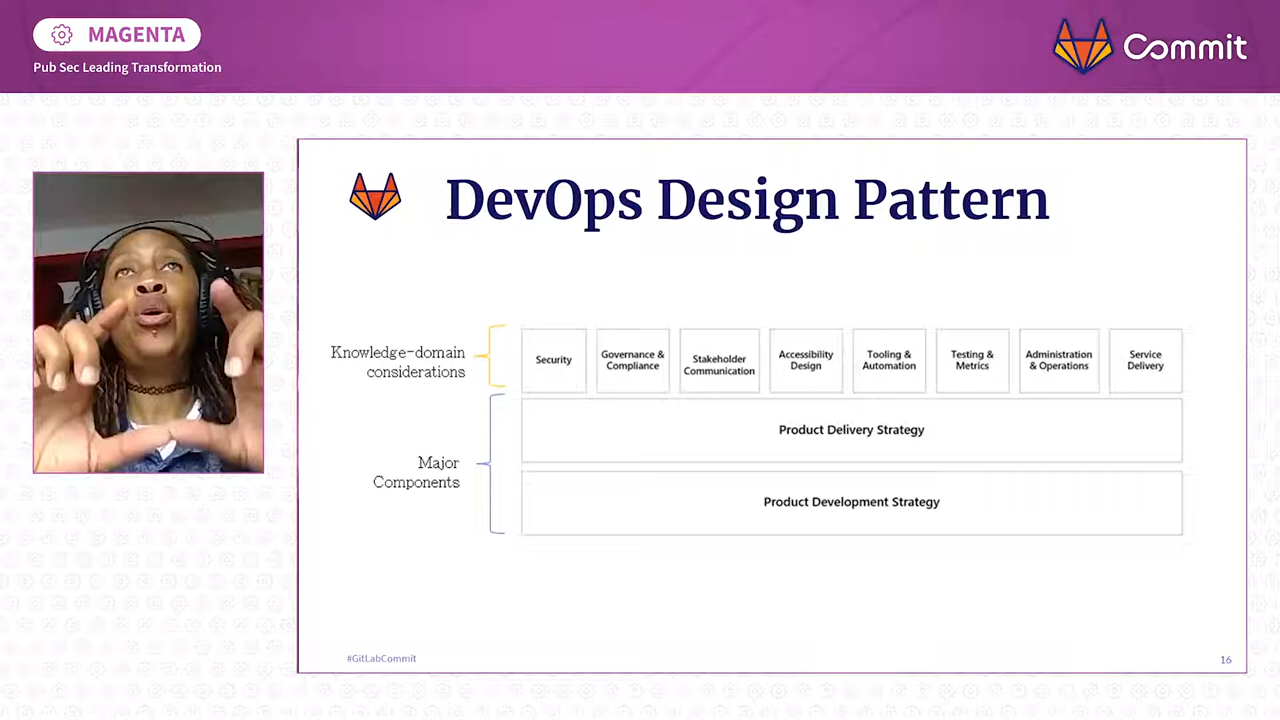 MAGENTA
Pub Sec Leading Transformation
Commit
DevOps Design Pattern
Knowledge-domain
considerations
Security
Governance &
Compliance
Stakeholder
Communication
Accessibility
Design
Tooling &
Automation
Testing &
Metrics
Administration
& Operations
Service
Delivery
Major
Components
Product Delivery Strategy
Product Development Strategy
#GitLabCommit
16